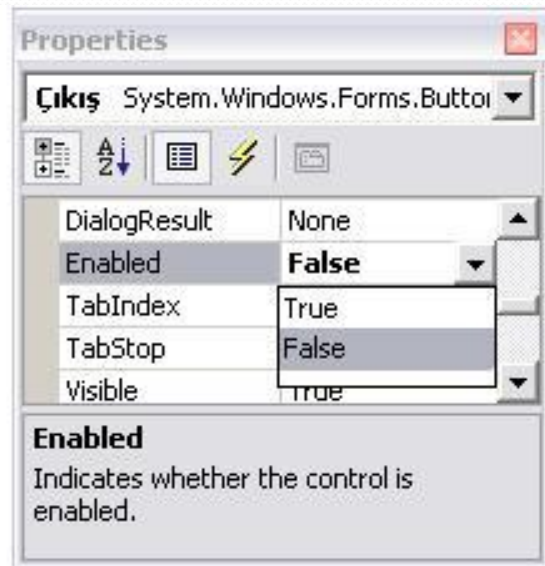 Properties
Çıkış System.Windows.Forms.Button
DialogResult None
Enabled False
TabIndex True
TabStop False
Visible True
Enabled
Indicates whether the control is
enabled.